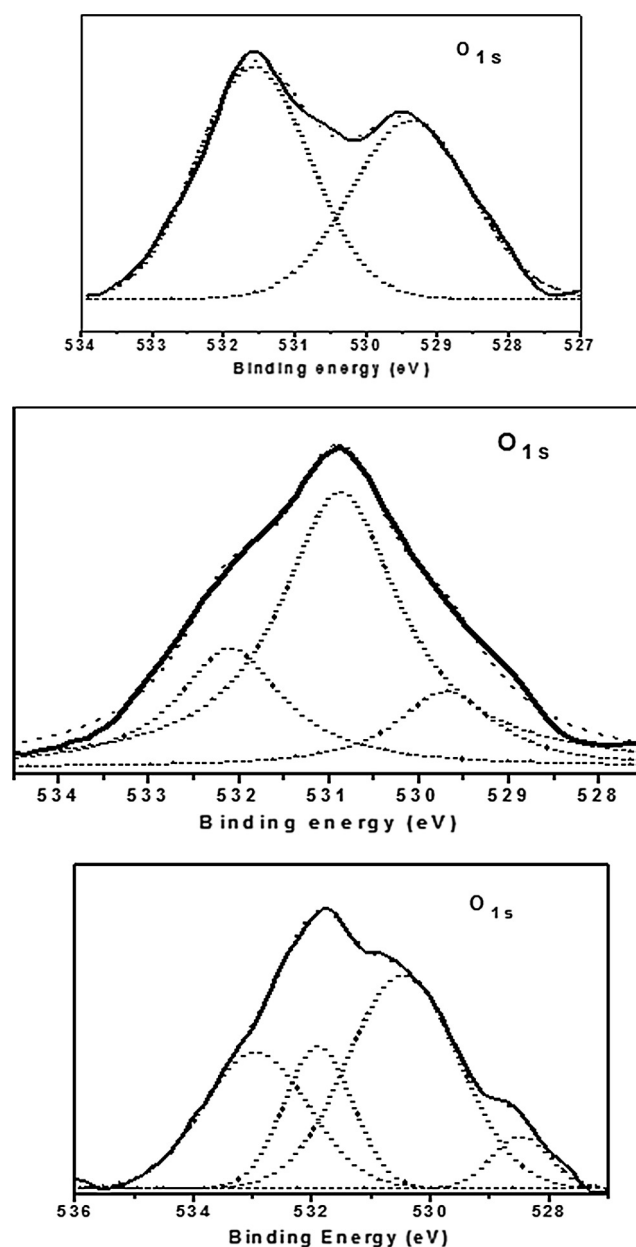 O 1s
534 533 532 531 530 529 528 527
Binding energy (eV)
O 1s
534 533 532 531 530 529 528
Binding energy (eV)
O 1s
536 534 532 530 528
Binding Energy (eV)